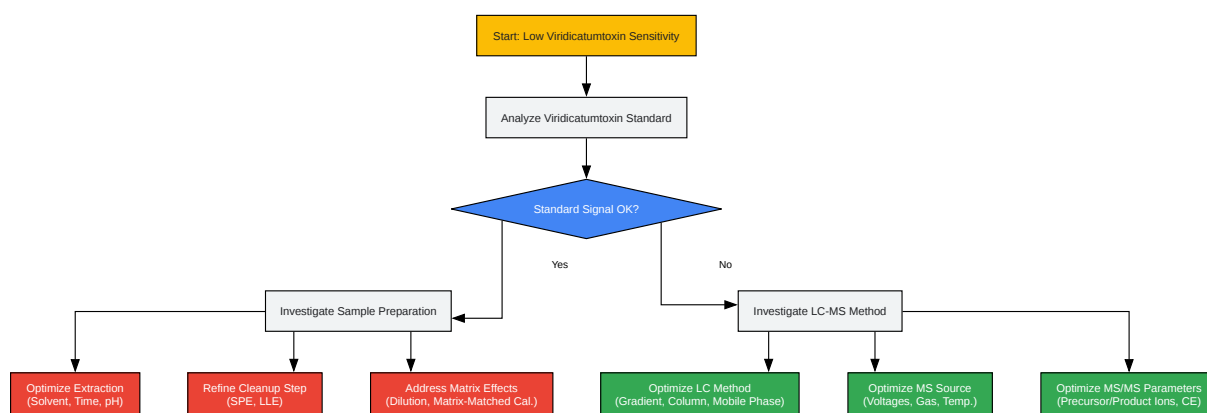 Start: Low Viridicatumtoxin Sensitivity
Analyze Viridicatumtoxin Standard
Standard Signal OK?
Yes
No
Investigate Sample Preparation
Investigate LC-MS Method
Optimize Extraction
(Solvent, Time, pH)
Refine Cleanup Step
(SPE, LLE)
Address Matrix Effects
(Dilution, Matrix-Matched Cal.)
Optimize LC Method
(Gradient, Column, Mobile Phase)
Optimize MS Source
(Voltages, Gas, Temp.)
Optimize MS/MS Parameters
(Precursor/Product Ions, CE)